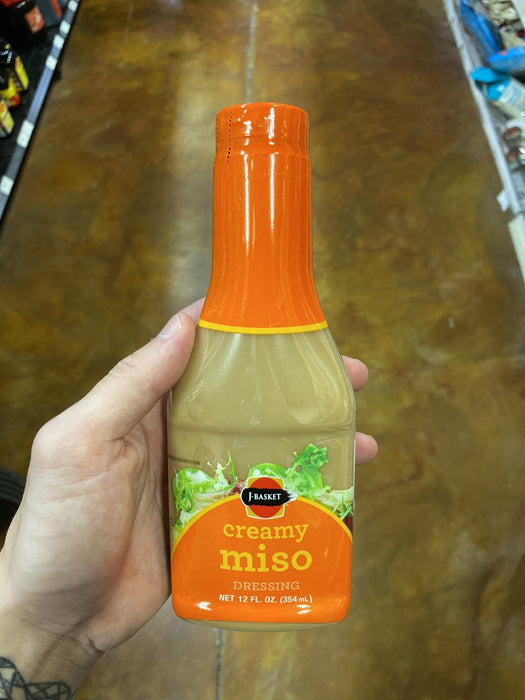 J-BASKET
creamy
miso
DRESSING
NET 12 FL. OZ. (354 mL)